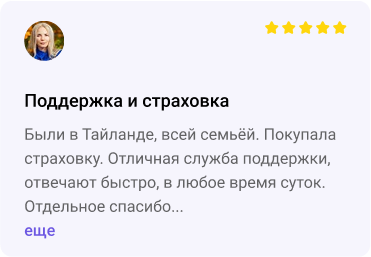 Поддержка и страховка
Были в Тайланде, всей семьёй. Покупала
страховку. Отличная служба поддержки,
отвечают быстро, в любое время суток.
Отдельное спасибо...
еще